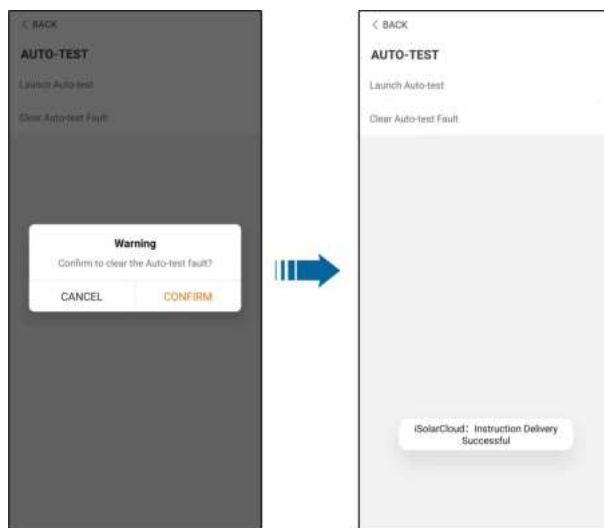 < BACK
AUTO-TEST
Launch Auto-test
Clear Auto-test Fault
Warning
Confirm to clear the Auto-test fault?
CANCEL
CONFIRM
< BACK
AUTO-TEST
Launch Auto-test
Clear Auto-test Fault
iSolarCloud: Instruction Delivery
Successful